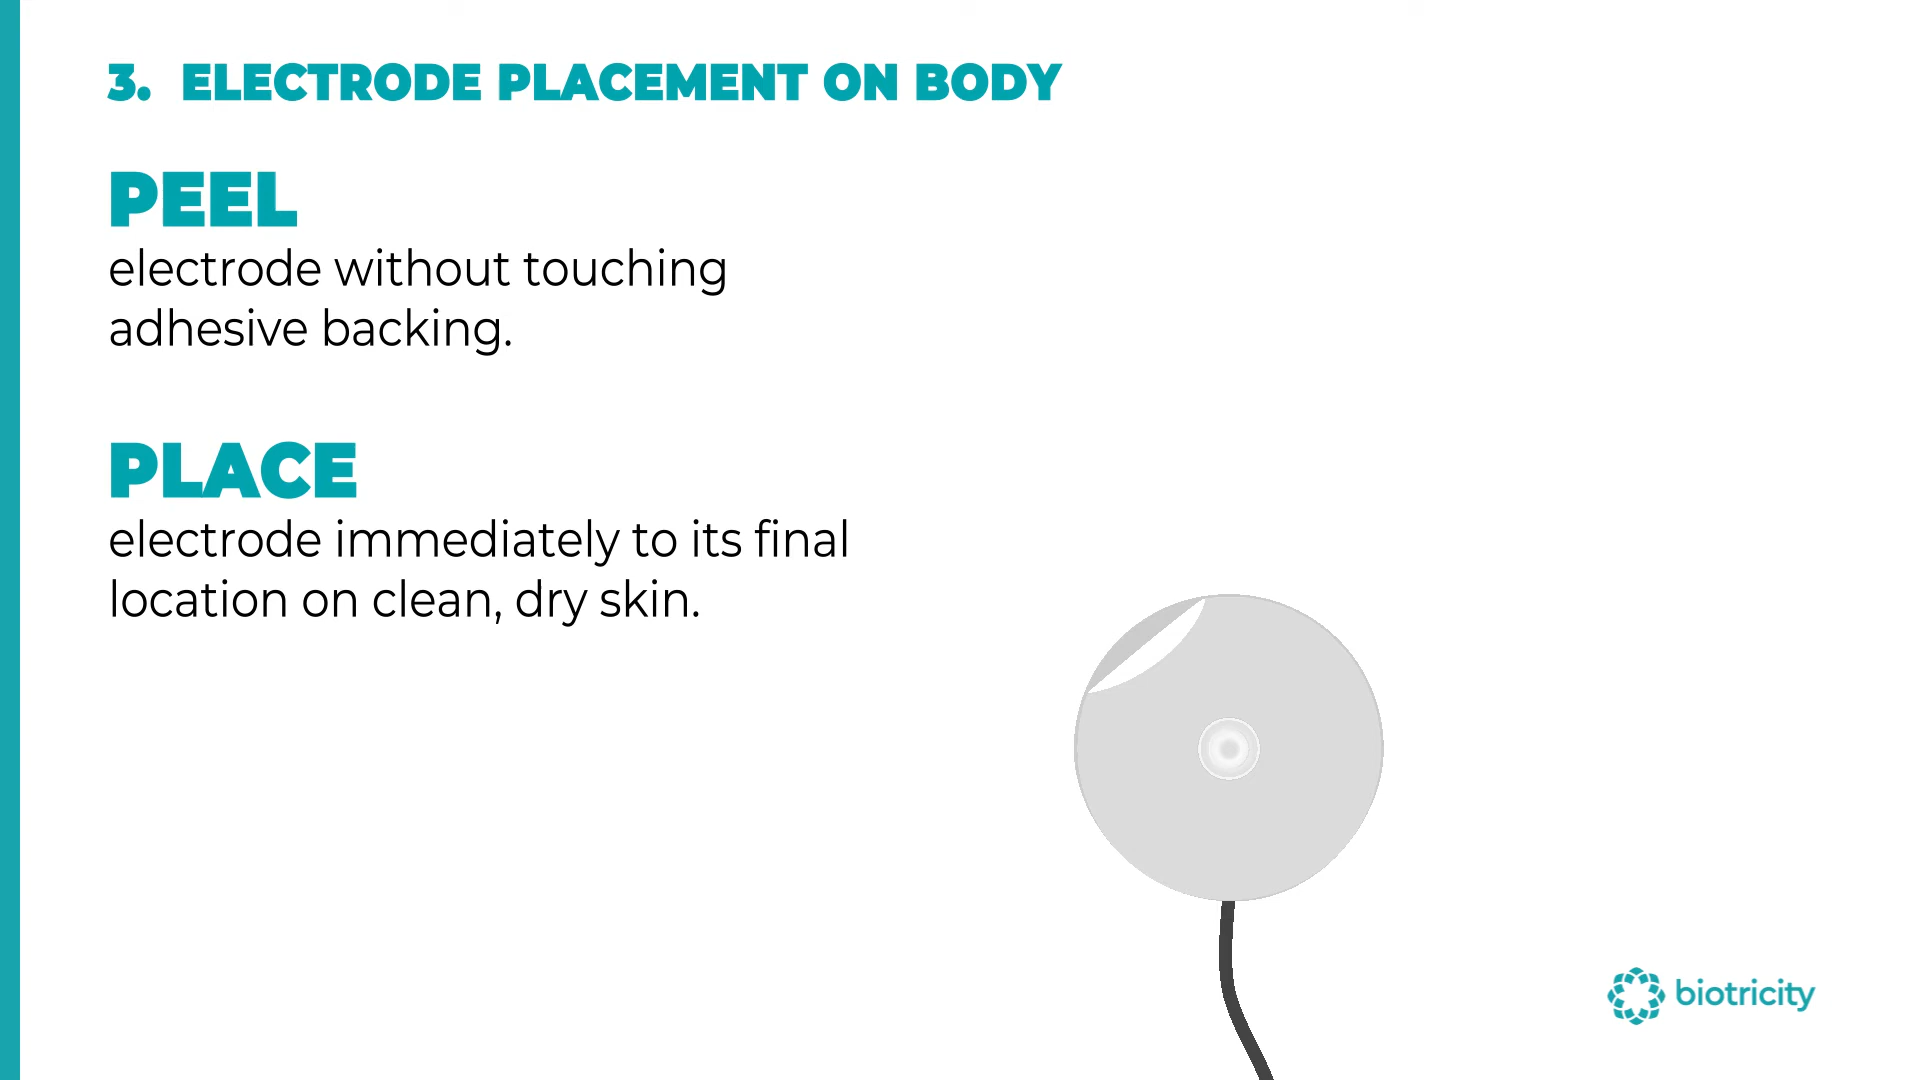 3. ELECTRODE PLACEMENT ON BODY
PEEL
electrode without touching
adhesive backing.
PLACE
electrode immediately to its final
location on clean, dry skin.
biotricity